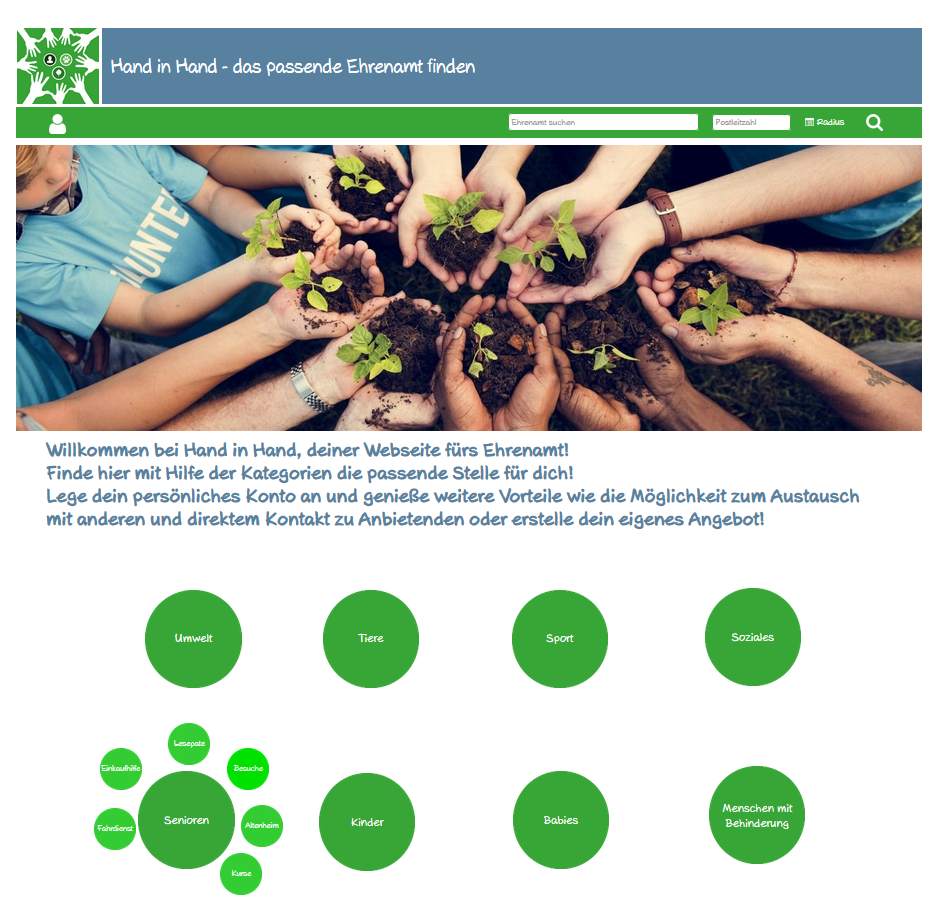 Hand in Hand - das passende Ehrenamt finden
Ehrenamt suchen
Postleitzahl
Radius
UNTEE
Willkommen bei Hand in Hand, deiner Webseite fürs Ehrenamt!
Finde hier mit Hilfe der Kategorien die passende Stelle für dich!
Lege dein persönliches Konto an und genieße weitere Vorteile wie die Möglichkeit zum Austausch
mit anderen und direktem Kontakt zu Anbietenden oder erstelle dein eigenes Angebot!
Umwelt
Tiere
Sport
Soziales
Lesepate
Einkaufhilfe
Besuche
Fahrdienst
Senioren
Altenheim
Kurse
Kinder
Babies
Menschen mit
Behinderung